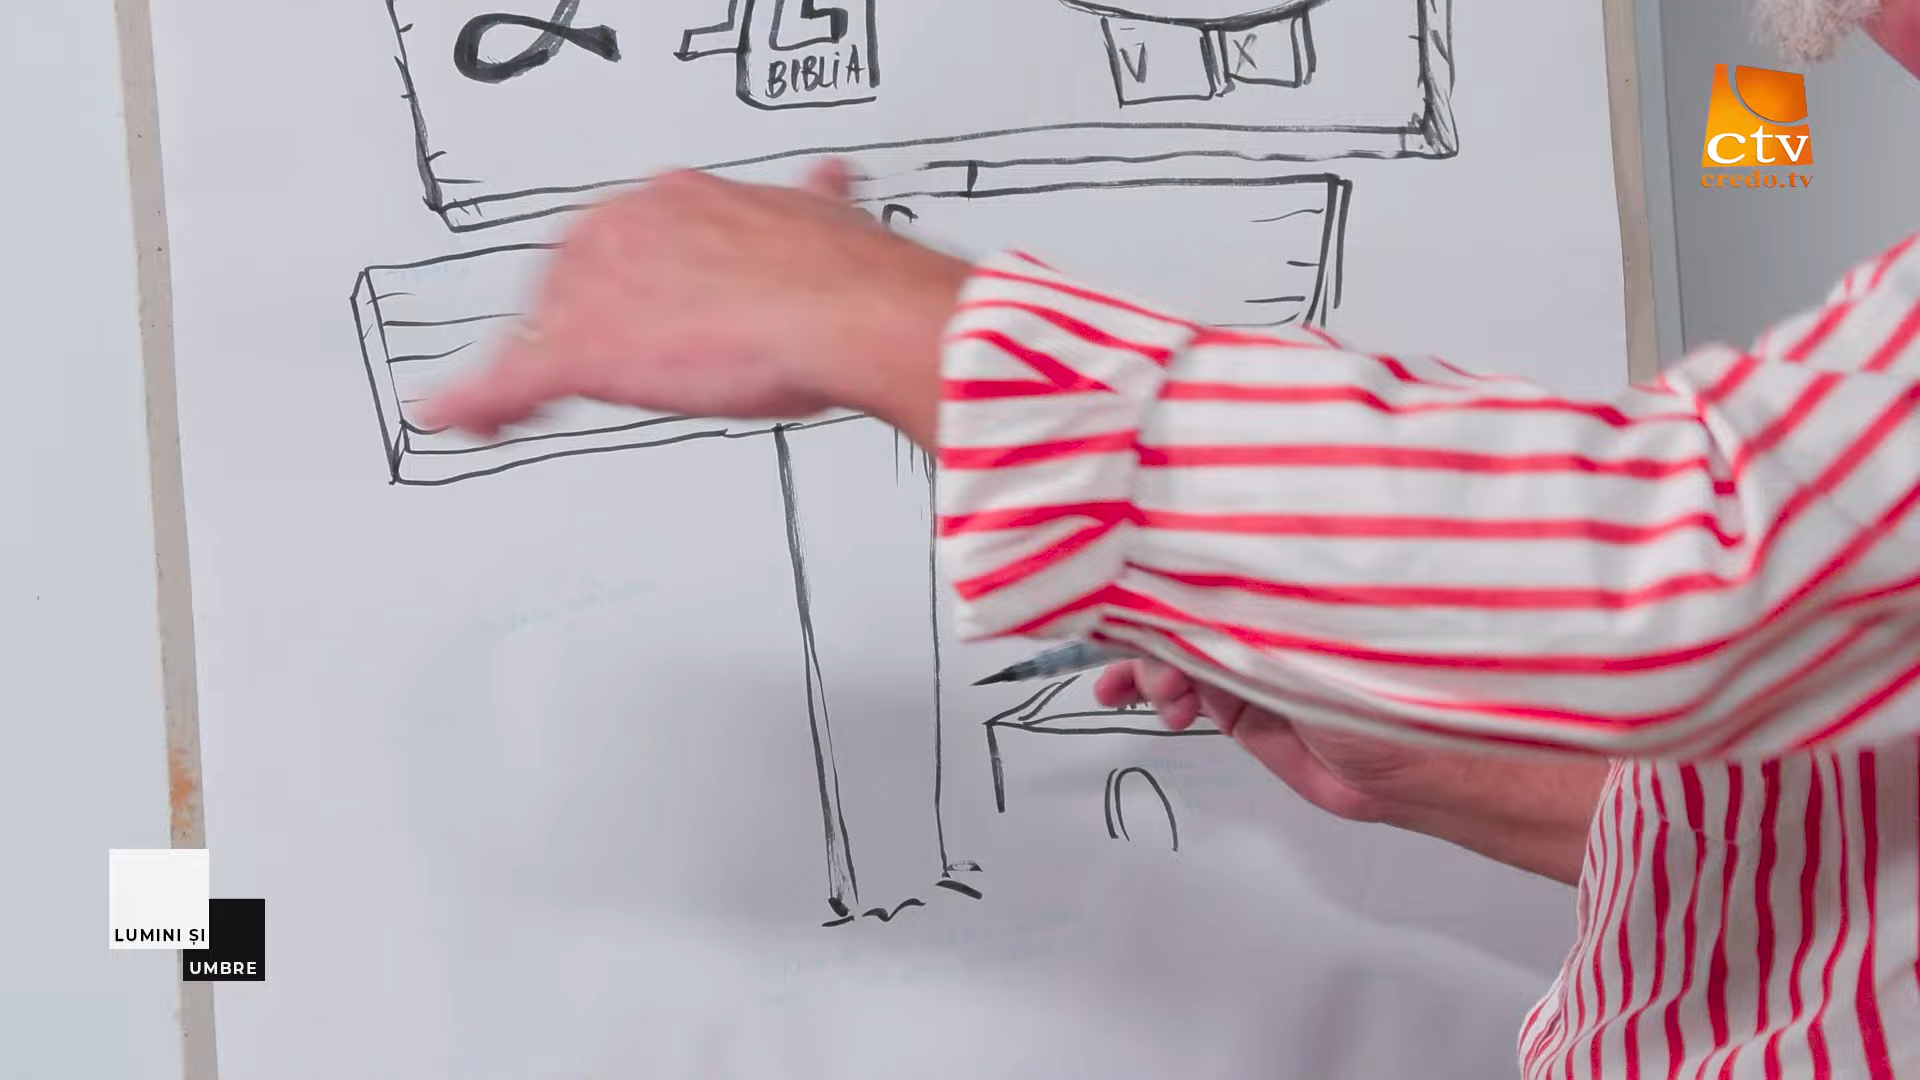 BIBLIA
V X
ctv
credo.tv
LUMINI ȘI
UMBRE